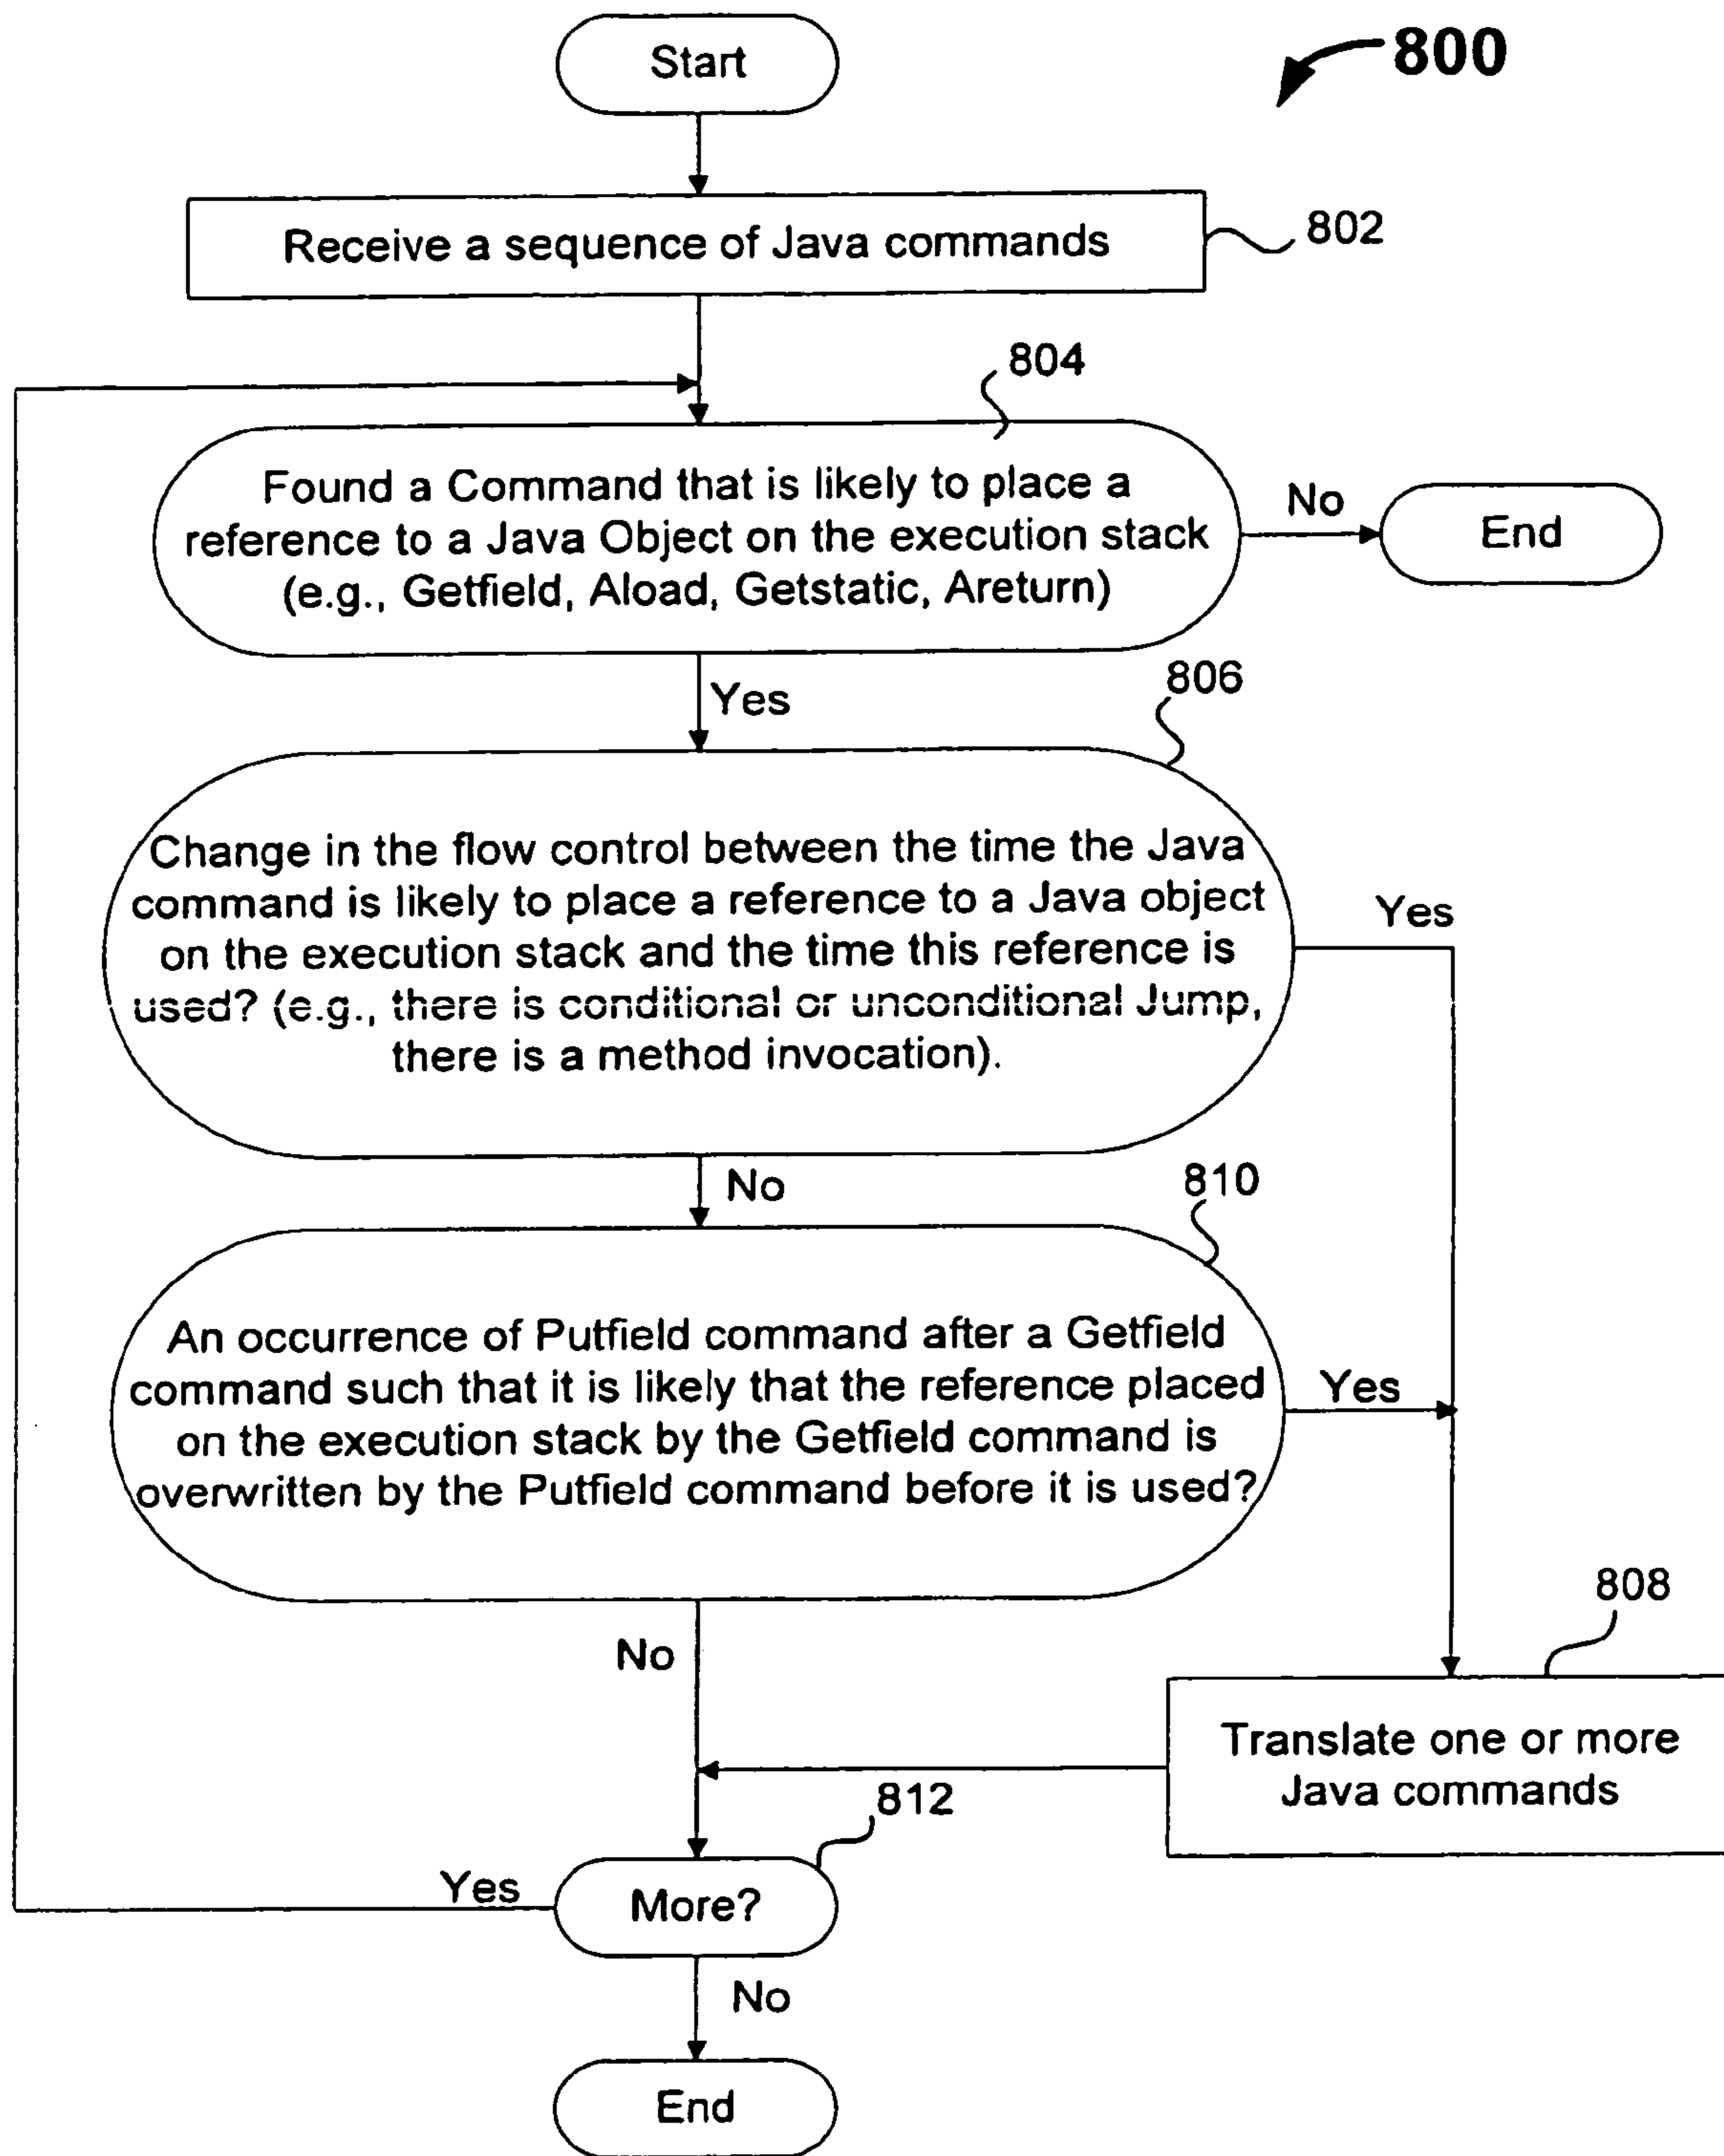 Start
800
Receive a sequence of Java commands
802
804
Found a Command that is likely to place a
reference to a Java Object on the execution stack
(e.g., Getfield, Aload, Getstatic, Areturn)
No
End
Yes
806
Change in the flow control between the time the Java
command is likely to place a reference to a Java object
on the execution stack and the time this reference is
used? (e.g., there is conditional or unconditional Jump,
there is a method invocation).
Yes
No
810
An occurrence of Putfield command after a Getfield
command such that it is likely that the reference placed
on the execution stack by the Getfield command is
overwritten by the Putfield command before it is used?
Yes
808
No
Translate one or more
Java commands
812
Yes
More?
No
End